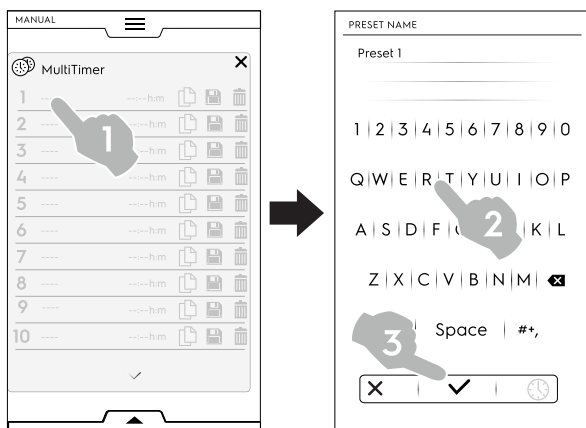 MANUAL
MultiTimer
1 ---- --:--h:m
1
2 ---- --:--h:m
3 ---- --:--h:m
4 ---- --:--h:m
5 ---- --:--h:m
6 ---- --:--h:m
7 ---- --:--h:m
8 ---- --:--h:m
9 ---- --:--h:m
10 ---- --:--h:m
PRESET NAME
Preset 1
1 | 2 | 3 | 4 | 5 | 6 | 7 | 8 | 9 | 0
Q | W | E | R | T | Y | U | I | O | P
A | S | D | F | 2 | K | L
Z | X | C | V | B | N | M
Space | #+,
3